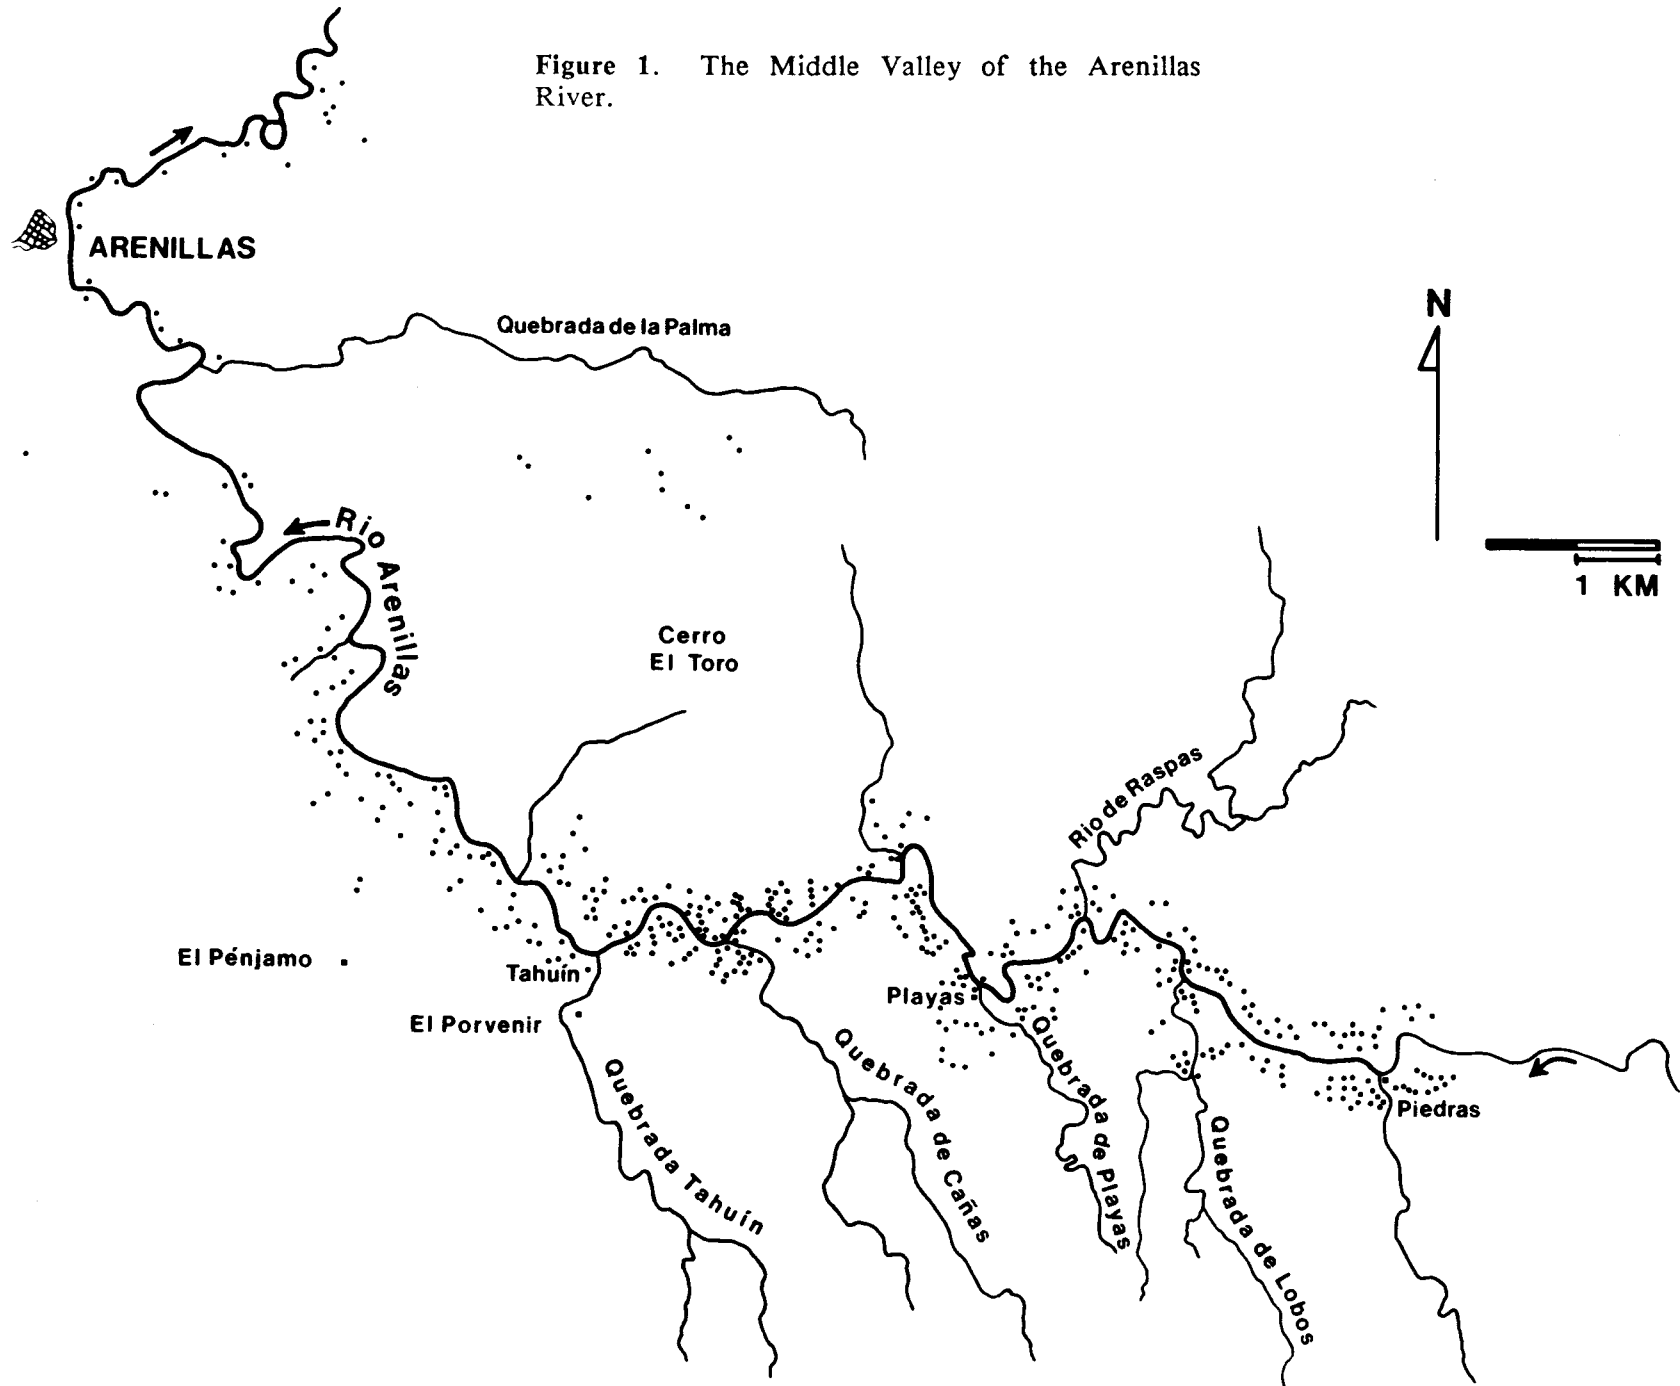 Figure 1. The Middle Valley of the Arenillas
River.
ARENILLAS
N
Quebrada de la Palma
1 KM
Rio Arenillas
Cerro
El Toro
Rio de Raspas
El Pénjamo
Tahuín
Playas
El Porvenir
Piedras
Quebrada Tahuín
Quebrada de Cañas
Quebrada de Playas
Quebrada de Lobos